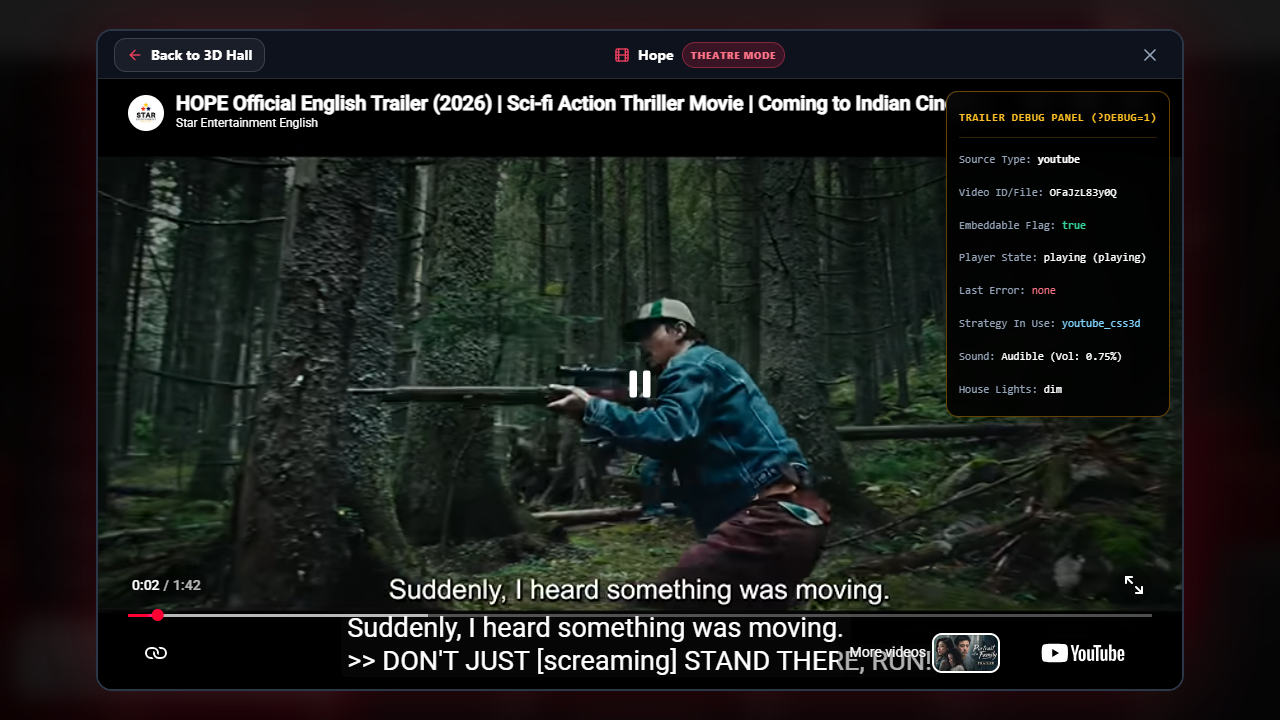 Back to 3D Hall
Hope
THEATRE MODE
STAR
HOPE Official English Trailer (2026) | Sci-fi Action Thriller Movie | Coming to Indian Cin
Star Entertainment English
TRAILER DEBUG PANEL (?DEBUG=1)
Source Type: youtube
Video ID/File: OFaJzL83y0Q
Embeddable Flag: true
Player State: playing (playing)
Last Error: none
Strategy In Use: youtube_css3d
Sound: Audible (Vol: 0.75%)
House Lights: dim
0:02 / 1:42
Suddenly, I heard something was moving.
Suddenly, I heard something was moving.
>> DON'T JUST [screaming] STAND THERE, RUN!
More videos
Portrait of a Family
YouTube